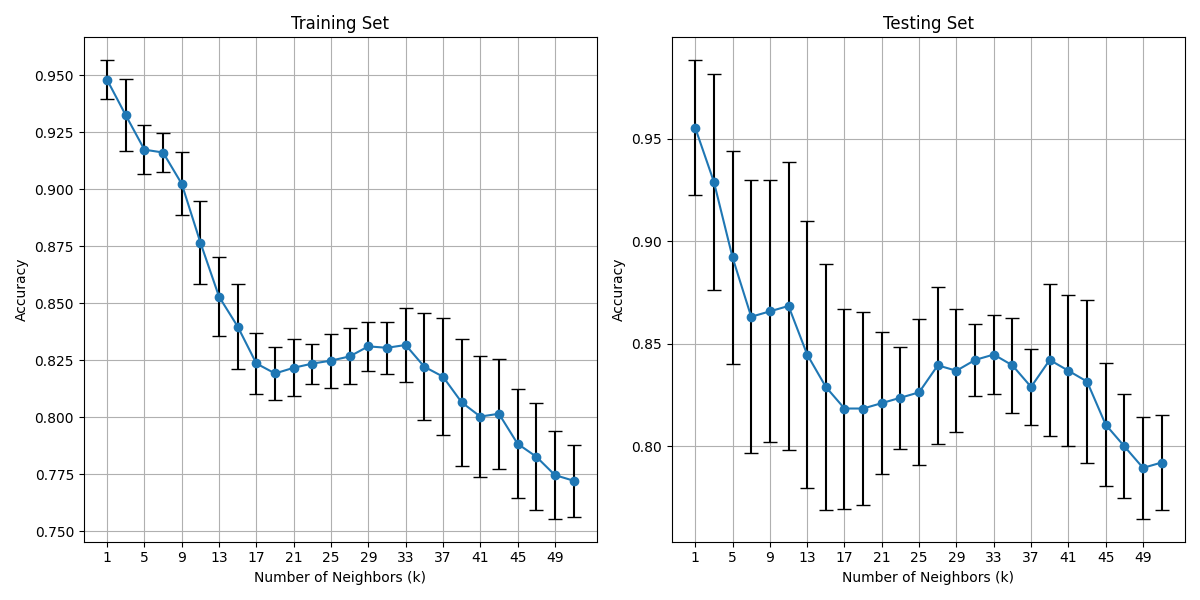 Training Set
Accuracy
0.950
0.925
0.900
0.875
0.850
0.825
0.800
0.775
0.750
1 5 9 13 17 21 25 29 33 37 41 45 49
Number of Neighbors (k)
Testing Set
Accuracy
0.95
0.90
0.85
0.80
1 5 9 13 17 21 25 29 33 37 41 45 49
Number of Neighbors (k)